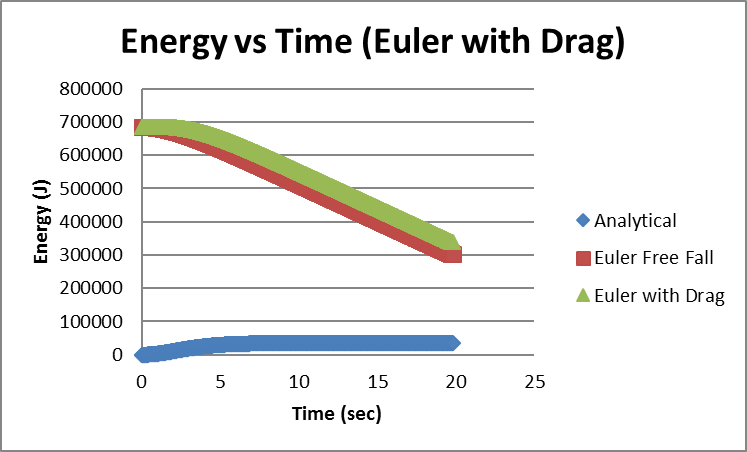 Energy vs Time (Euler with Drag)
800000
700000
600000
500000
400000
300000
200000
100000
0
Energy (J)
0 5 10 15 20 25
Time (sec)
Analytical
Euler Free Fall
Euler with Drag